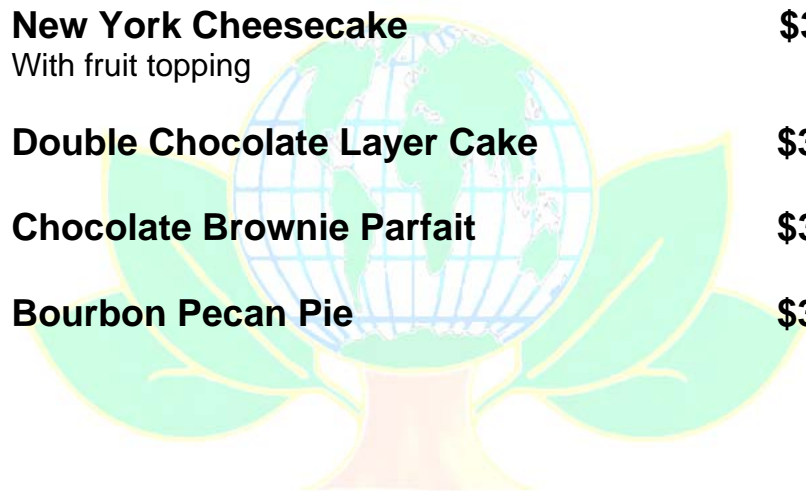 New York Cheesecake $3
With fruit topping
Double Chocolate Layer Cake $3
Chocolate Brownie Parfait $3
Bourbon Pecan Pie $3